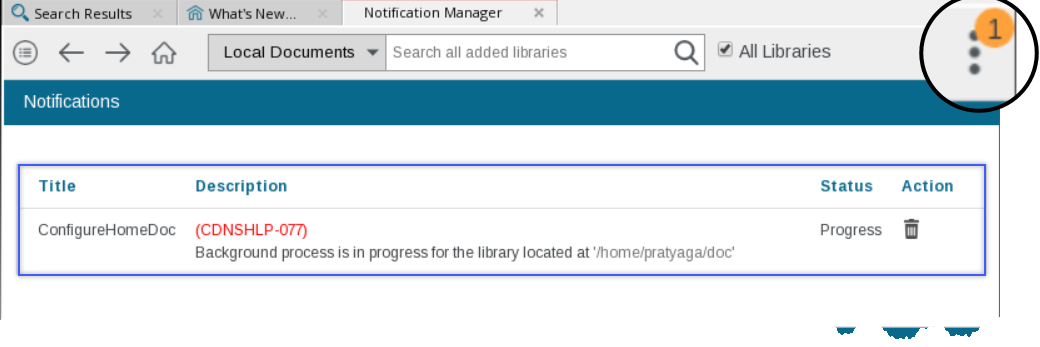 Search Results
What's New...
Notification Manager
1
Local Documents
Search all added libraries
All Libraries
Notifications
Title Description Status Action
ConfigureHomeDoc (CDNSHLP-077) Progress
Background process is in progress for the library located at '/home/pratyaga/doc'